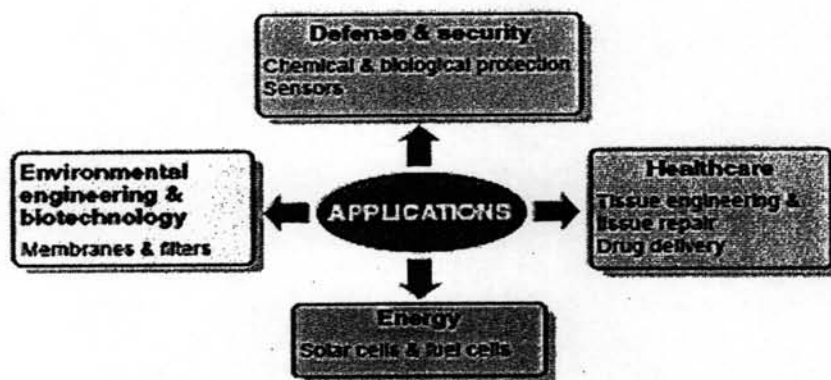 Defense & security
Chemical & biological protection
Sensors
Environmental
engineering &
biotechnology
Membranes & filters
APPLICATIONS
Healthcare
Tissue engineering &
tissue repair
Drug delivery
Energy
Solar cells & fuel cells